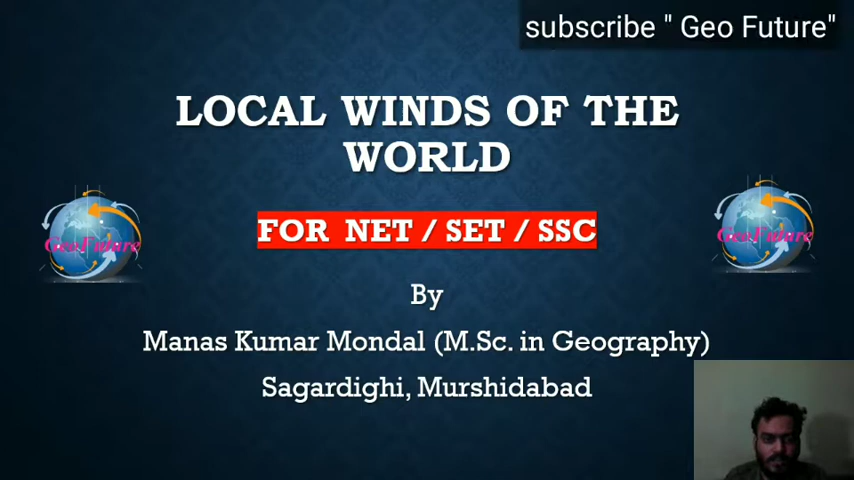 subscribe " Geo Future"
LOCAL WINDS OF THE
WORLD
FOR NET / SET / SSC
GeoFuture
GeoFuture
By
Manas Kumar Mondal (M.Sc. in Geography)
Sagardighi, Murshidabad